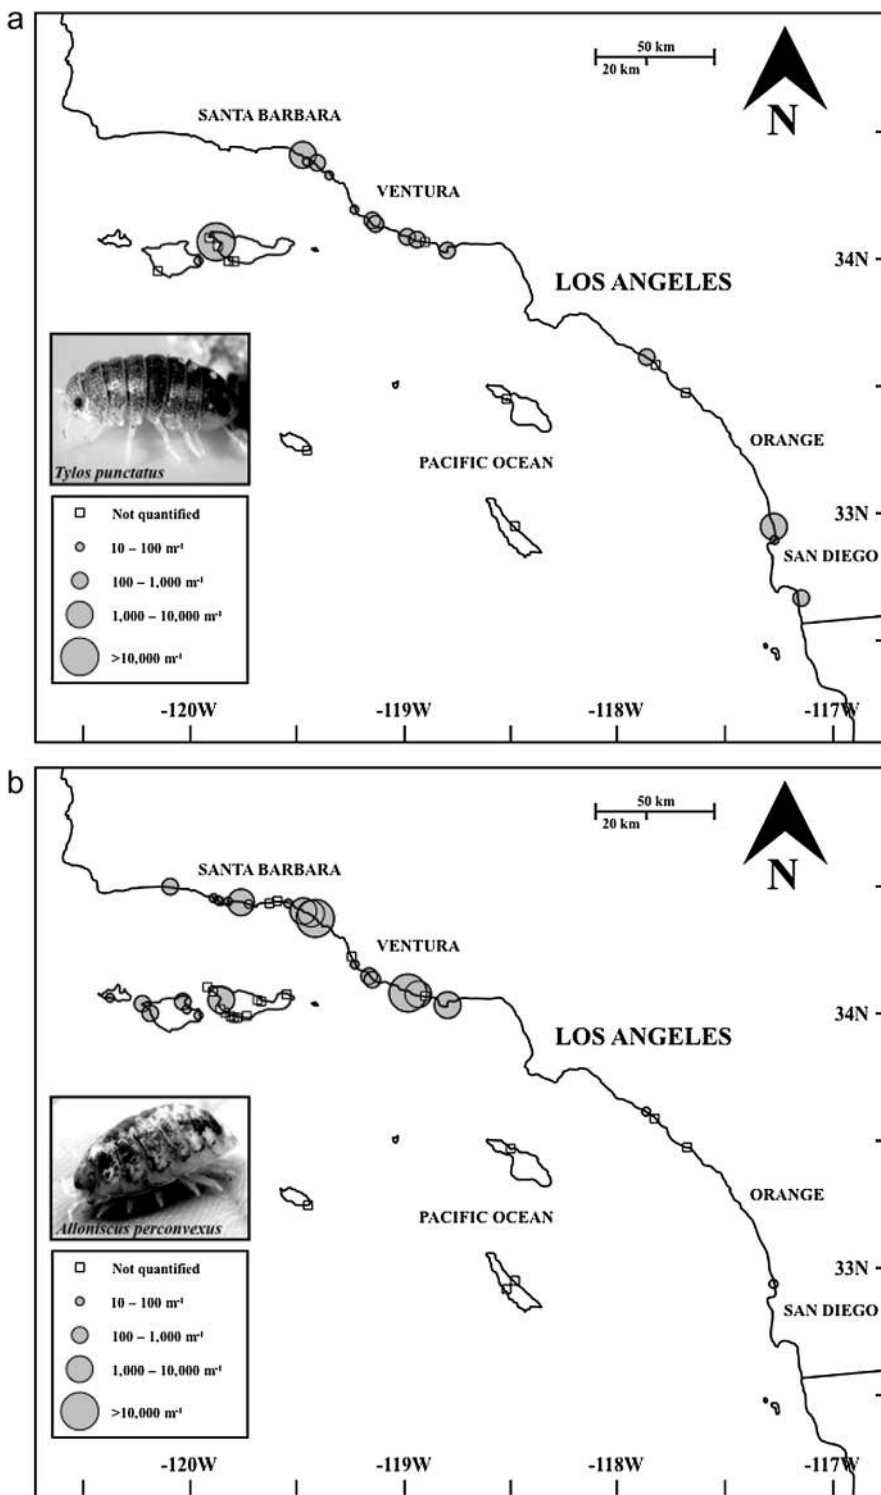 a
50 km
20 km
N
SANTA BARBARA
VENTURA
34N
LOS ANGELES
Tylos punctatus
ORANGE
PACIFIC OCEAN
33N
Not quantified
10 – 100 m-1
SAN DIEGO
100 – 1,000 m-1
1,000 – 10,000 m-1
>10,000 m-1
-120W
-119W
-118W
-117W
b
50 km
20 km
N
SANTA BARBARA
VENTURA
34N
LOS ANGELES
ORANGE
PACIFIC OCEAN
Alloniscus perconvexus
33N
Not quantified
10 – 100 m-1
SAN DIEGO
100 – 1,000 m-1
1,000 – 10,000 m-1
>10,000 m-1
-120W
-119W
-118W
-117W